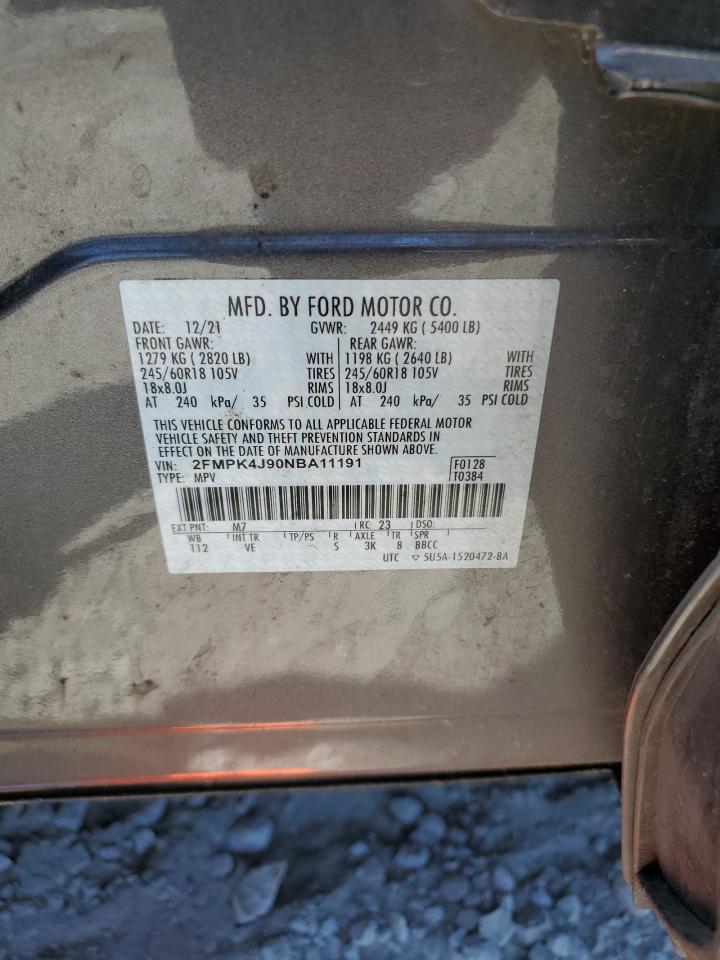 MFD. BY FORD MOTOR CO.
DATE: 12/21 GVWR: 2449 KG ( 5400 LB)
FRONT GAWR: REAR GAWR:
1279 KG ( 2820 LB) WITH 1198 KG ( 2640 LB) WITH
245/60R18 105V TIRES 245/60R18 105V TIRES
18x8.0J RIMS 18x8.0J RIMS
AT 240 kPa/ 35 PSI COLD AT 240 kPa/ 35 PSI COLD
THIS VEHICLE CONFORMS TO ALL APPLICABLE FEDERAL MOTOR
VEHICLE SAFETY AND THEFT PREVENTION STANDARDS IN
EFFECT ON THE DATE OF MANUFACTURE SHOWN ABOVE.
VIN: 2FMPK4J90NBA11191 F0128
TYPE: MPV T0384
EXT PNT: M7 RC: 23 DSO:
WB INT TR TP/PS R AXLE TR SPR
112 VE S 3K 8 BBCC
UTC ▽ 5U5A-1520472-BA